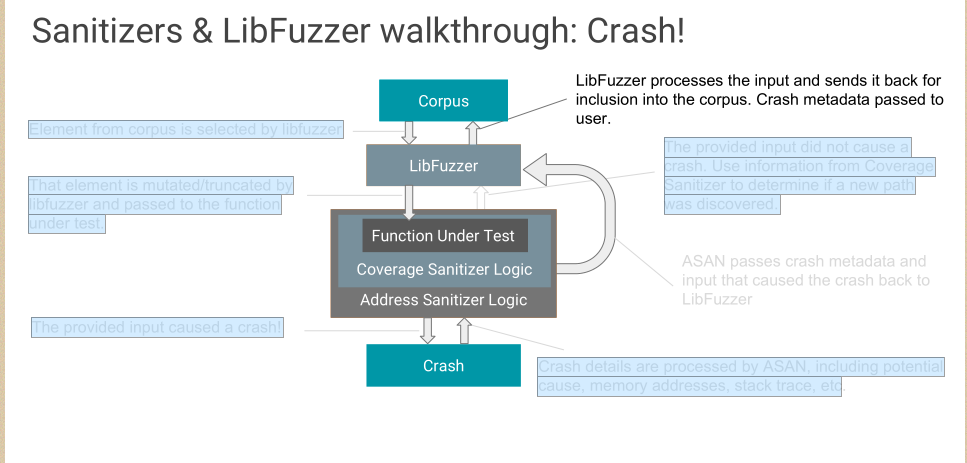 Sanitizers & LibFuzzer walkthrough: Crash!
LibFuzzer processes the input and sends it back for
inclusion into the corpus. Crash metadata passed to
user.
Corpus
Element from corpus is selected by libfuzzer
The provided input did not cause a
crash. Use information from Coverage
Sanitizer to determine if a new path
was discovered.
LibFuzzer
That element is mutated/truncated by
libfuzzer and passed to the function
under test.
Function Under Test
Coverage Sanitizer Logic
Address Sanitizer Logic
ASAN passes crash metadata and
input that caused the crash back to
LibFuzzer
The provided input caused a crash!
Crash
Crash details are processed by ASAN, including potential
cause, memory addresses, stack trace, etc.